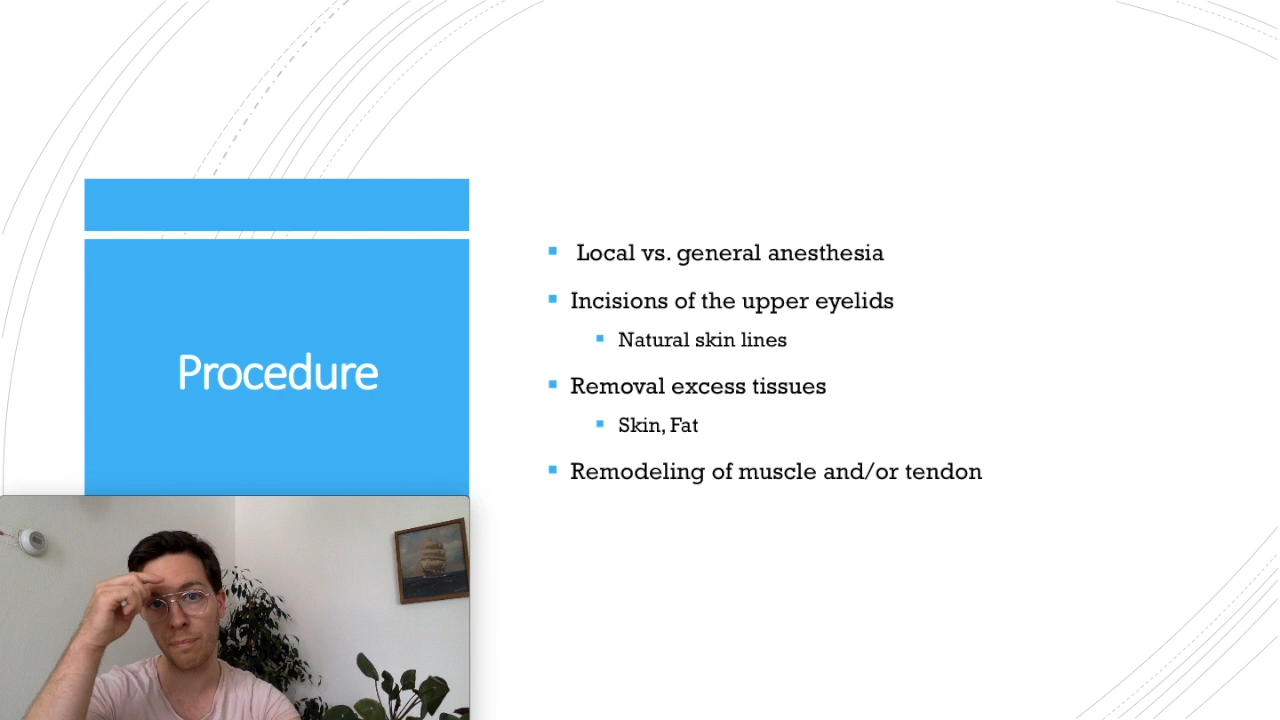 Procedure
Local vs. general anesthesia
Incisions of the upper eyelids
Natural skin lines
Removal excess tissues
Skin, Fat
Remodeling of muscle and/or tendon